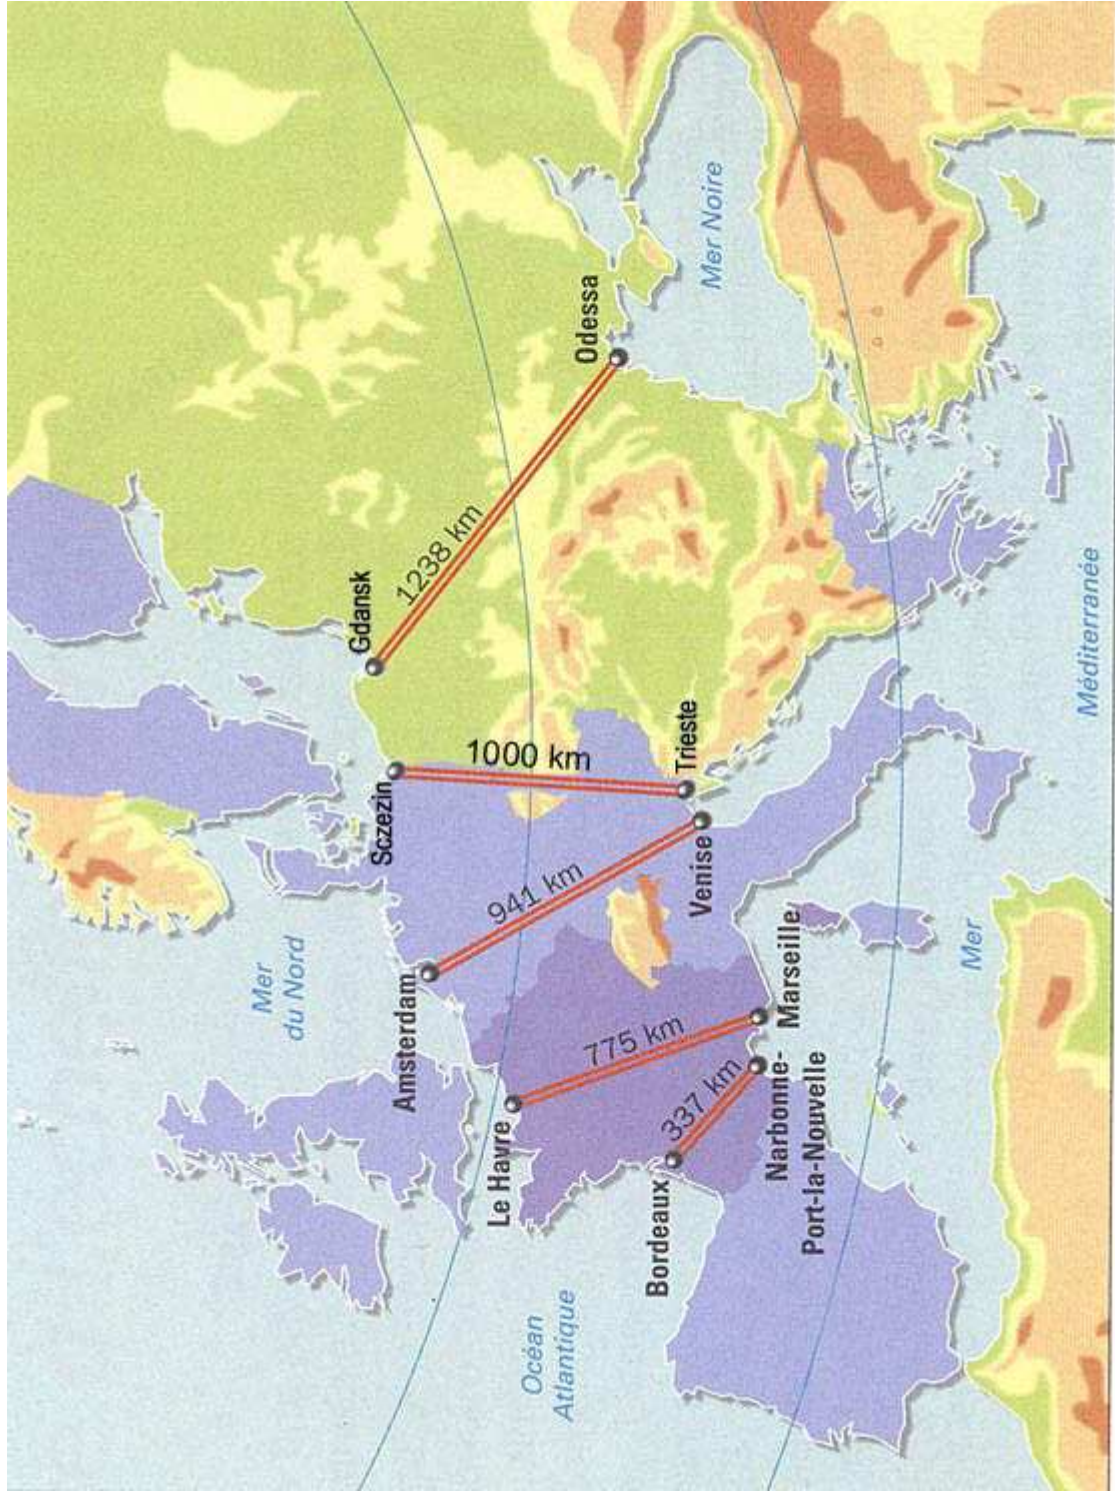 Mer
du Nord
Océan
Atlantique
Mer Noire
Mer
Méditerranée
Amsterdam
Sczezin
Gdansk
Le Havre
Bordeaux
Narbonne-
Port-la-Nouvelle
Marseille
Venise
Trieste
Odessa
337 km
775 km
941 km
1000 km
1238 km